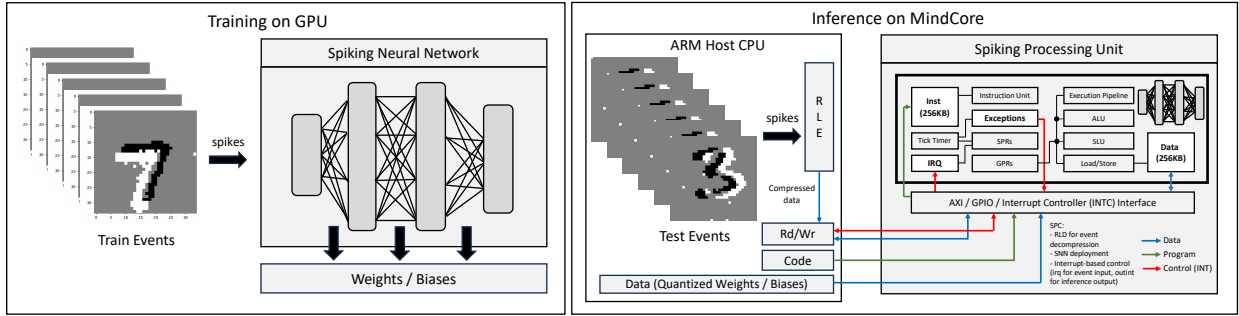 Training on GPU
Spiking Neural Network
spikes
Train Events
Weights / Biases
Inference on MindCore
ARM Host CPU
spikes
R
L
E
Test Events
Compressed
data
Rd/Wr
Code
Data (Quantized Weights / Biases)
Spiking Processing Unit
Inst
(256KB)
Instruction Unit
Execution Pipeline
Exceptions
ALU
Tick Timer
SPRs
SLU
Data
(256KB)
IRQ
GPRs
Load/Store
AXI / GPIO / Interrupt Controller (INTC) Interface
SPC:
- RLD for event
decompression
- SNN deployment
- Interrupt-based control
(irq for event input, outint
for inference output)
Data
Program
Control (INT)